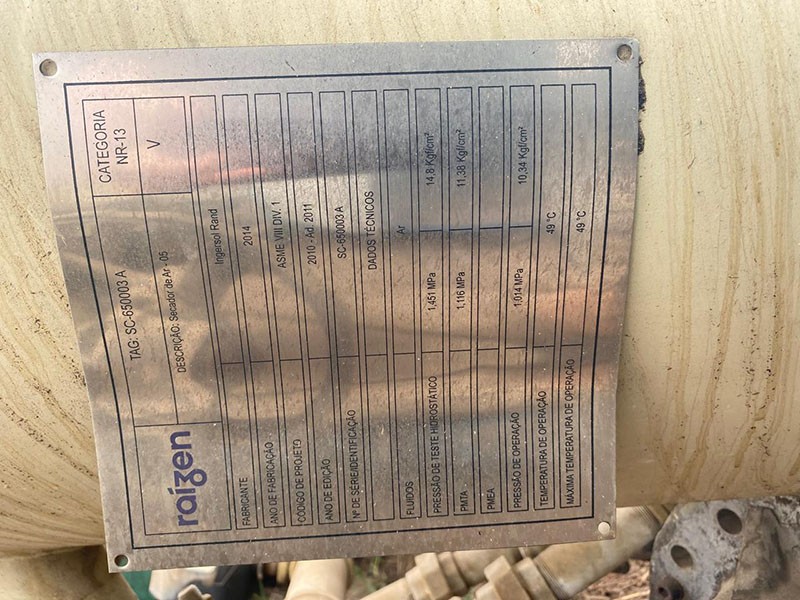 raízen
TAG: SC-650003 A
CATEGORIA
NR-13
DESCRIÇÃO: Secador de Ar - 05
V
FABRICANTE Ingersol Rand
ANO DE FABRICAÇÃO 2014
CÓDIGO DE PROJETO ASME VIII DIV. 1
ANO DE EDIÇÃO 2010 - Ad. 2011
Nº DE SÉRIE/IDENTIFICAÇÃO SC-650003 A
DADOS TÉCNICOS
FLUIDOS Ar
PRESSÃO DE TESTE HIDROSTÁTICO 1,451 MPa 14,8 Kgf/cm²
PMTA 1,116 MPa 11,38 Kgf/cm²
PMEA
PRESSÃO DE OPERAÇÃO 1,014 MPa 10,34 Kgf/cm²
TEMPERATURA DE OPERAÇÃO 49 °C
MÁXIMA TEMPERATURA DE OPERAÇÃO 49 °C